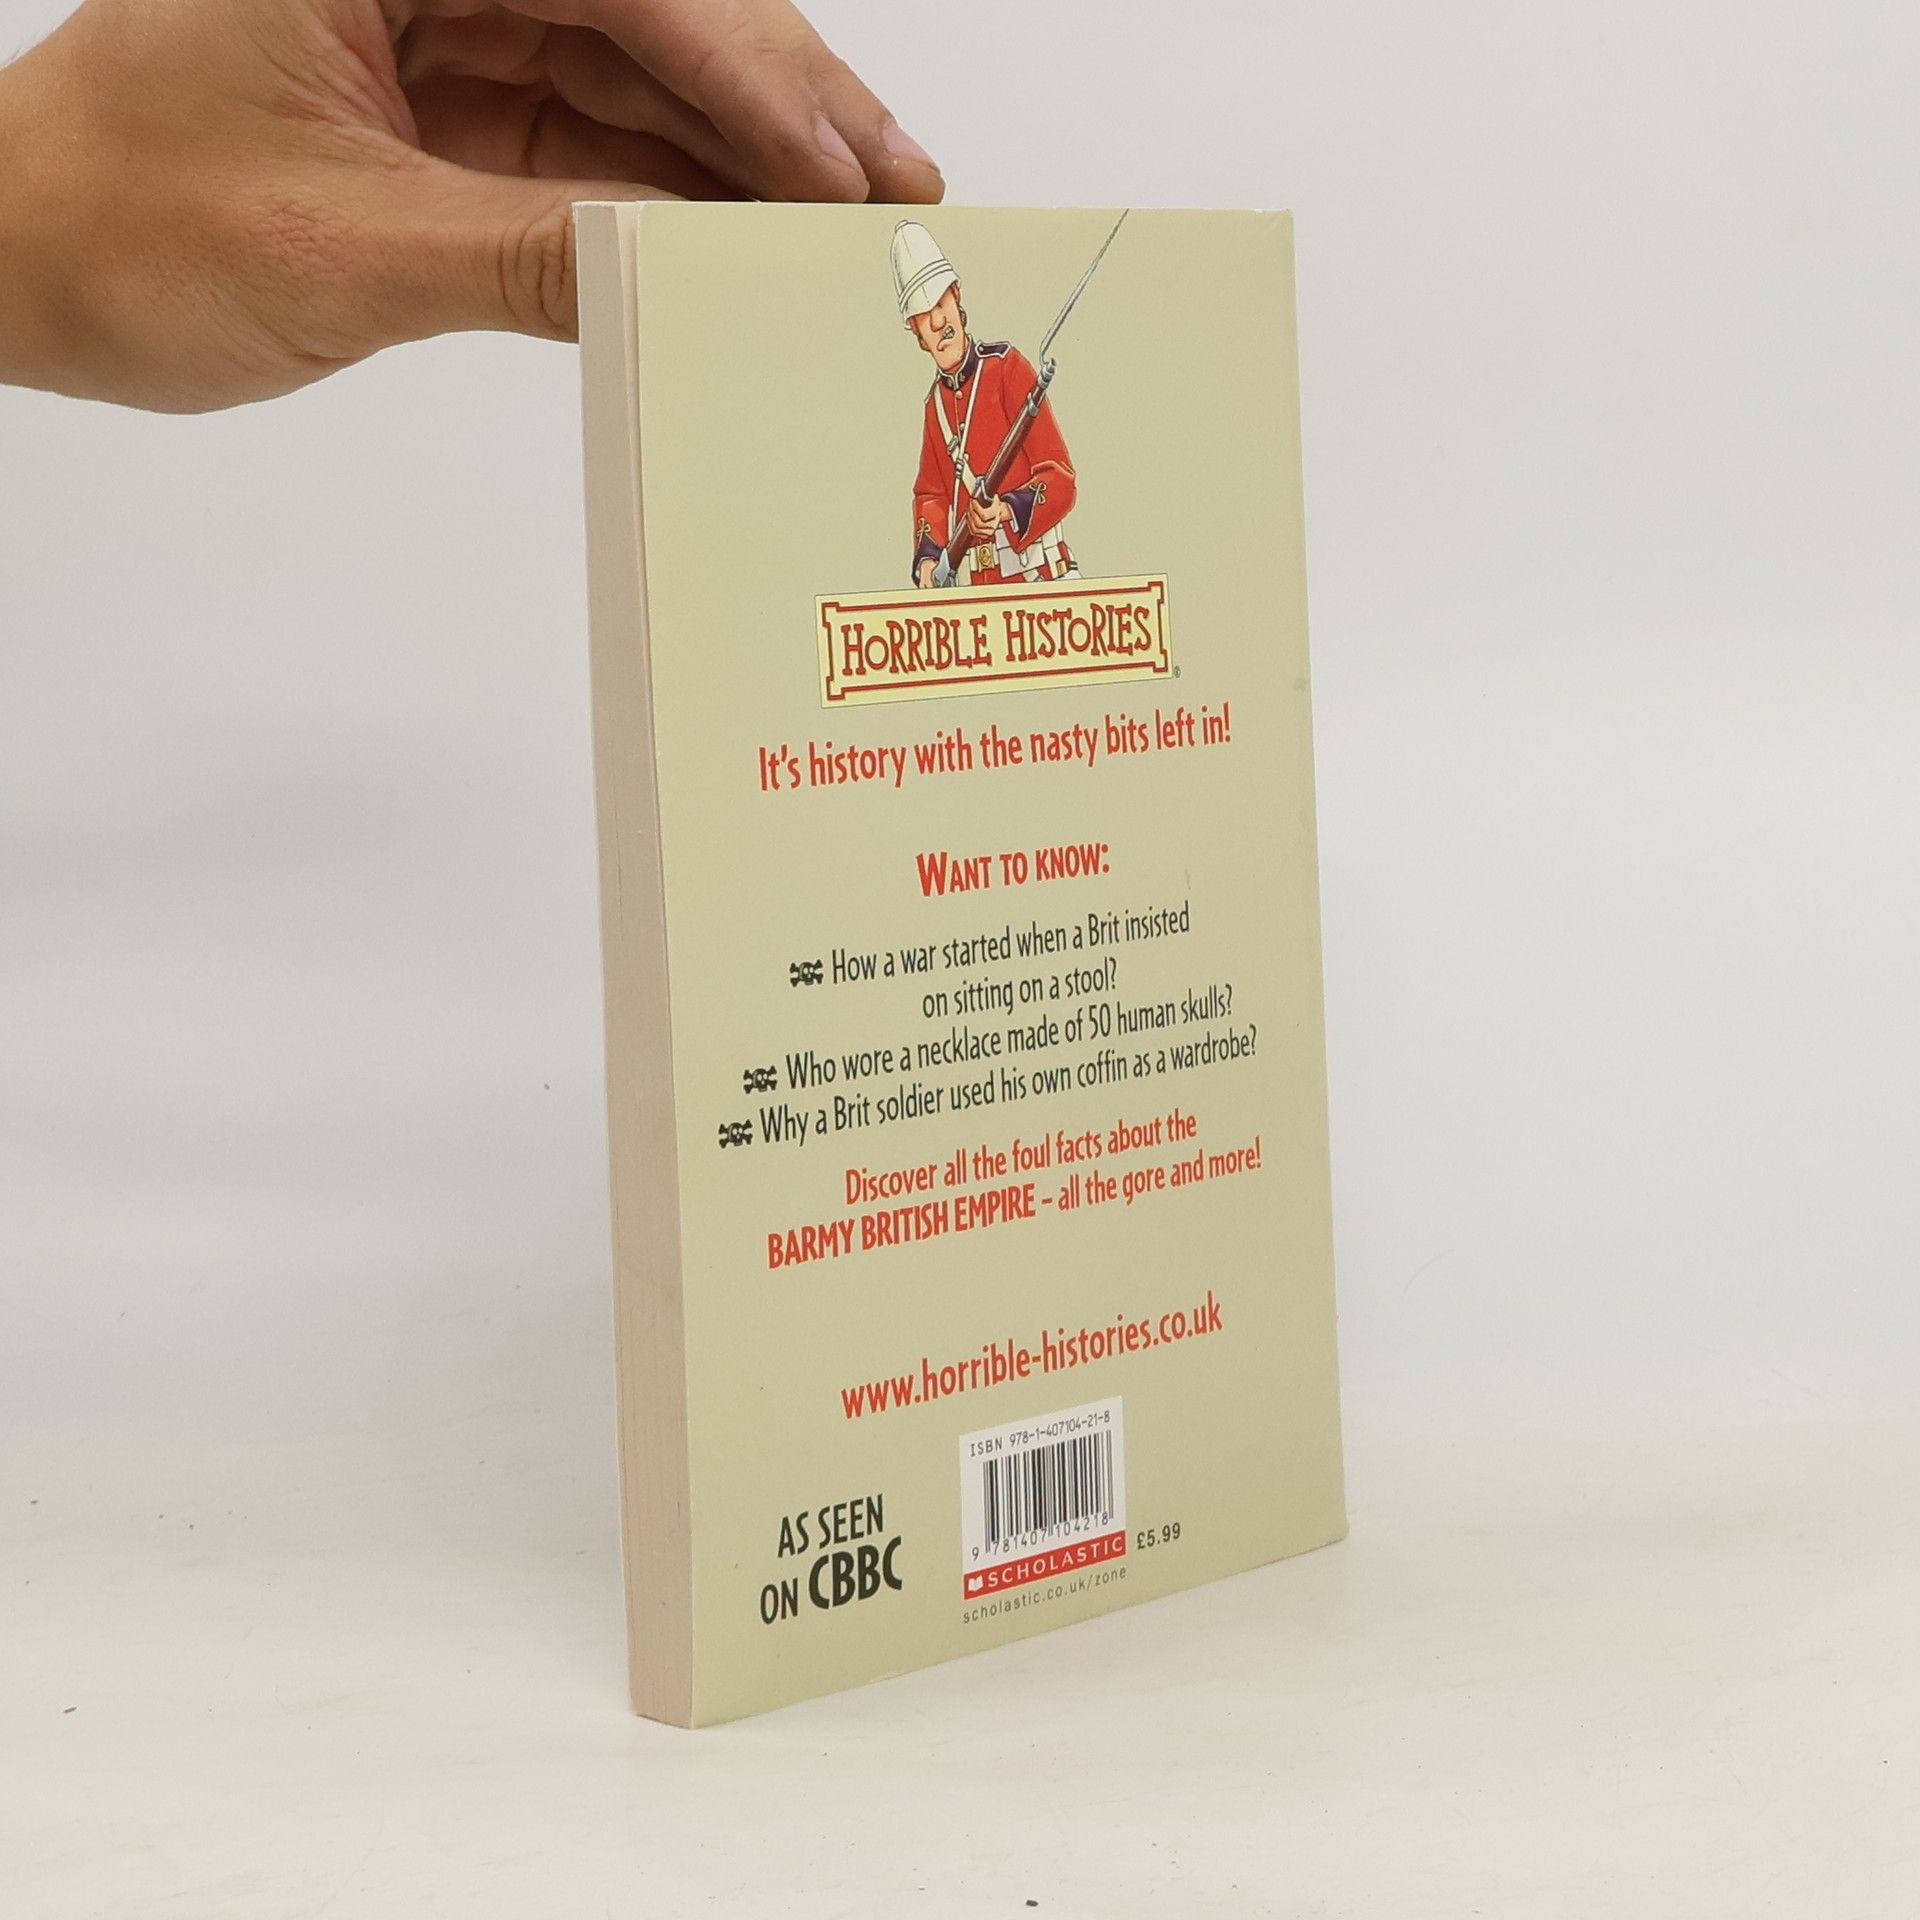 HORRIBLE HISTORIES®
It's history with the nasty bits left in!
WANT TO KNOW:
How a war started when a Brit insisted
on sitting on a stool?
Who wore a necklace made of 50 human skulls?
Why a Brit soldier used his own coffin as a wardrobe?
Discover all the foul facts about the
BARMY BRITISH EMPIRE – all the gore and more!
www.horrible-histories.co.uk
AS SEEN
ON CBBC
ISBN 978-1-407104-21-8
9 781407 104218
SCHOLASTIC
£5.99
scholastic.co.uk/zone